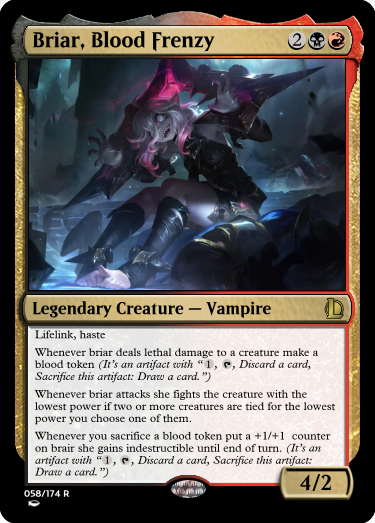 Briar, Blood Frenzy 2
Legendary Creature — Vampire
Lifelink, haste
Whenever briar deals lethal damage to a creature make a
blood token (It's an artifact with “1, , Discard a card,
Sacrifice this artifact: Draw a card.”)
Whenever briar attacks she fights the creature with the
lowest power if two or more creatures are tied for the lowest
power you choose one of them.
Whenever you sacrifice a blood token put a +1/+1 counter
on briar she gains indestructible until end of turn. (It's an
artifact with “1, , Discard a card, Sacrifice this artifact:
Draw a card.”)
4/2
058/174 R